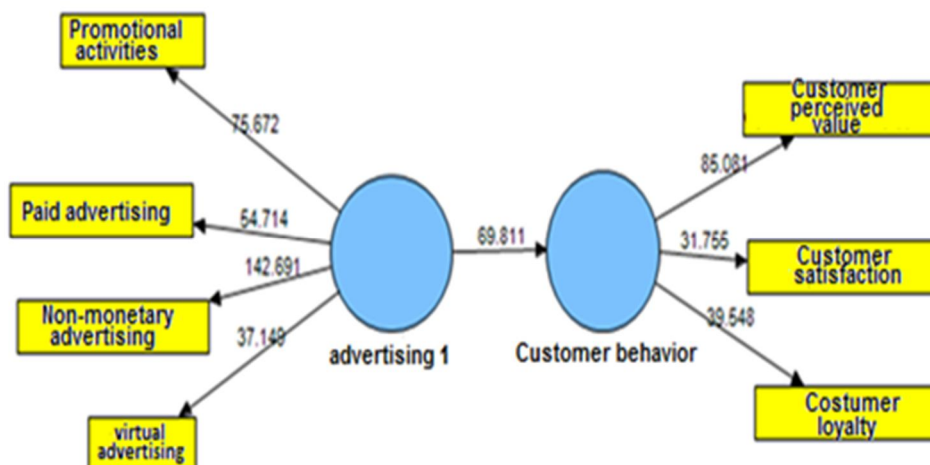 Promotional
activities
75.672
Paid advertising
54.714
142.691
Non-monetary
advertising
37.149
virtual
advertising
advertising 1
69.811
Customer behavior
85.081
Customer
perceived
value
31.755
Customer
satisfaction
39.548
Costumer
loyalty